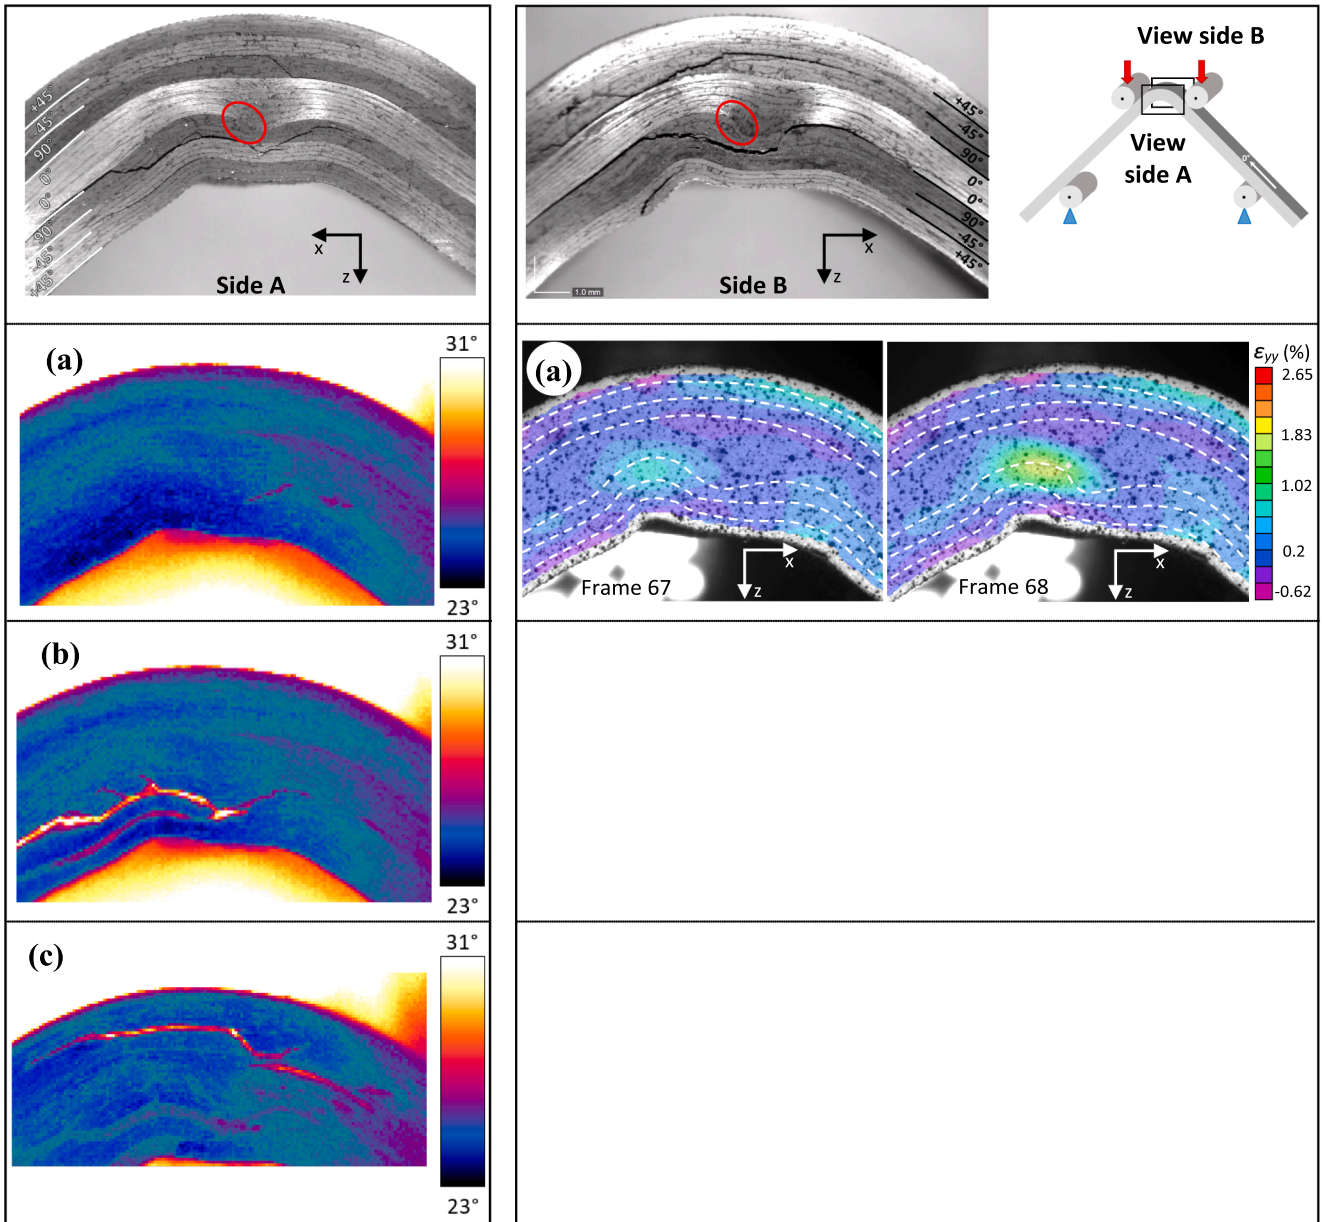 +45°
-45°
90°
0°
0°
90°
-45°
+45°
x
z
Side A
+45°
-45°
90°
0°
0°
90°
-45°
+45°
x
z
1.0 mm
Side B
View side B
View
side A
0°
(a)
31°
23°
(a)
x
z
Frame 67
x
z
Frame 68
εyy (%)
2.65
1.83
1.02
0.2
-0.62
(b)
31°
23°
(c)
31°
23°